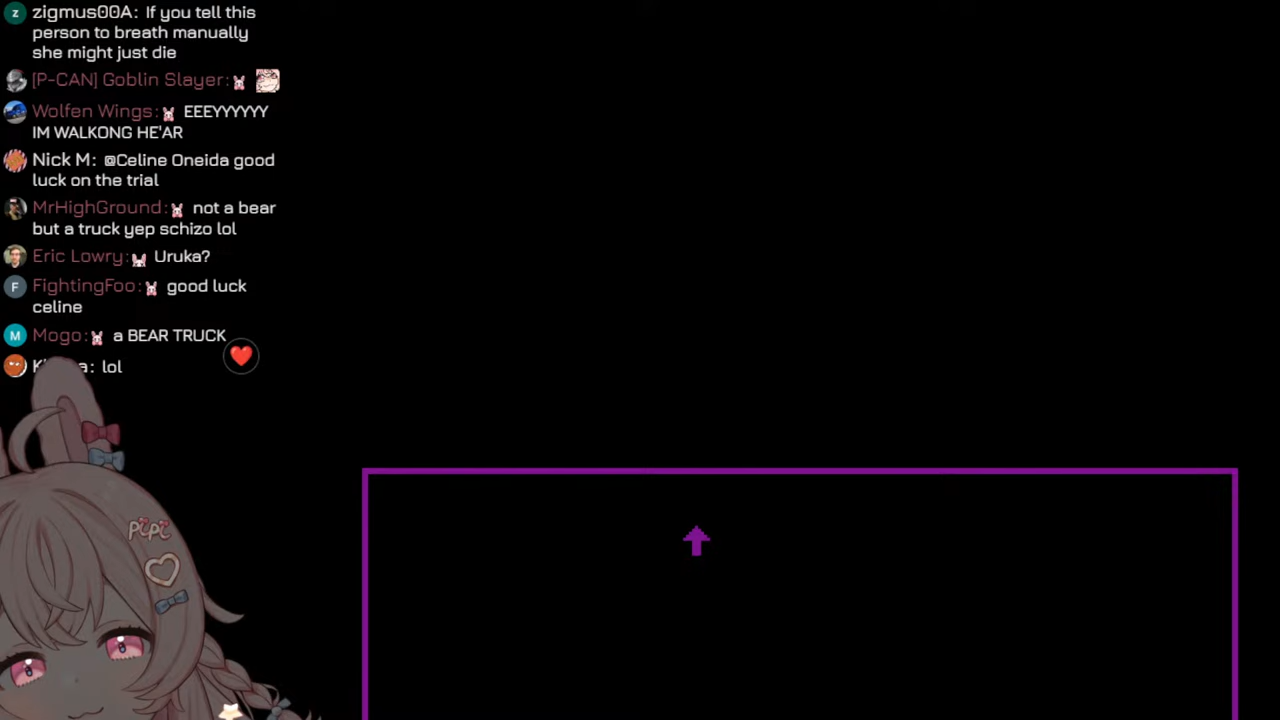 z zigmus00A: If you tell this
person to breath manually
she might just die
[P-CAN] Goblin Slayer:
Wolfen Wings: EEEYYYYYY
IM WALKONG HE'AR
Nick M: @Celine Oneida good
luck on the trial
MrHighGround: not a bear
but a truck yep schizo lol
Eric Lowry: Uruka?
F FightingFoo: good luck
celine
M Mogo: a BEAR TRUCK
lol
pipi